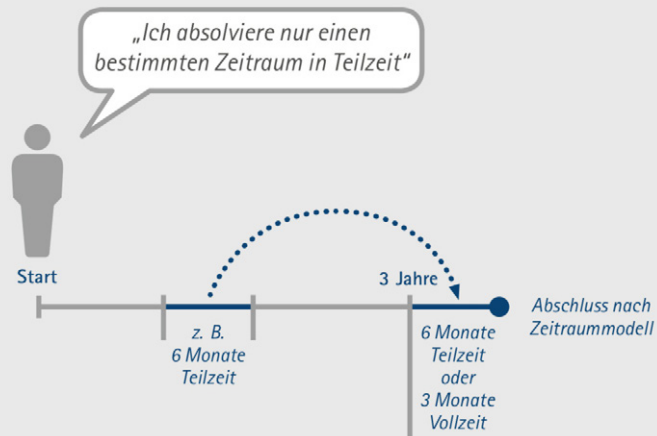 „Ich absolviere nur einen
bestimmten Zeitraum in Teilzeit“
Start
3 Jahre
z. B.
6 Monate
Teilzeit
6 Monate
Teilzeit
oder
3 Monate
Vollzeit
Abschluss nach
Zeitraummodell